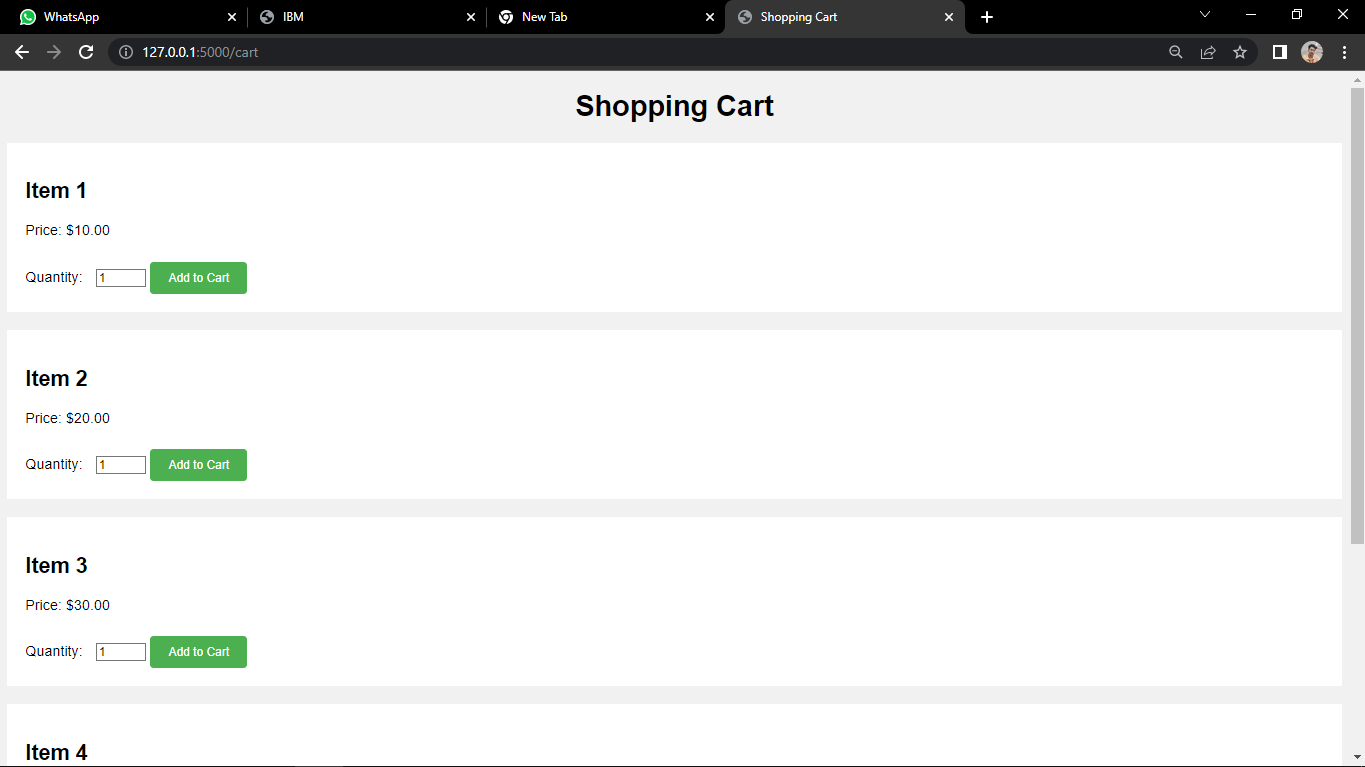 WhatsApp IBM New Tab Shopping Cart
127.0.0.1:5000/cart
Shopping Cart
Item 1
Price: $10.00
Quantity: 1 Add to Cart
Item 2
Price: $20.00
Quantity: 1 Add to Cart
Item 3
Price: $30.00
Quantity: 1 Add to Cart
Item 4